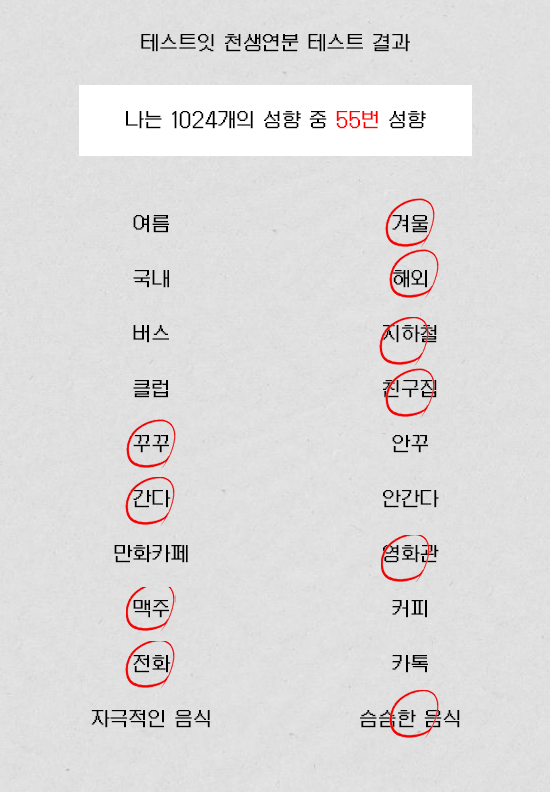 테스트잇 천생연분 테스트 결과
나는 1024개의 성향 중 55번 성향
여름 겨울
국내 해외
버스 지하철
클럽 친구집
꾸꾸 안꾸
간다 안간다
만화카페 영화관
맥주 커피
전화 카톡
자극적인 음식 슴슴한 음식